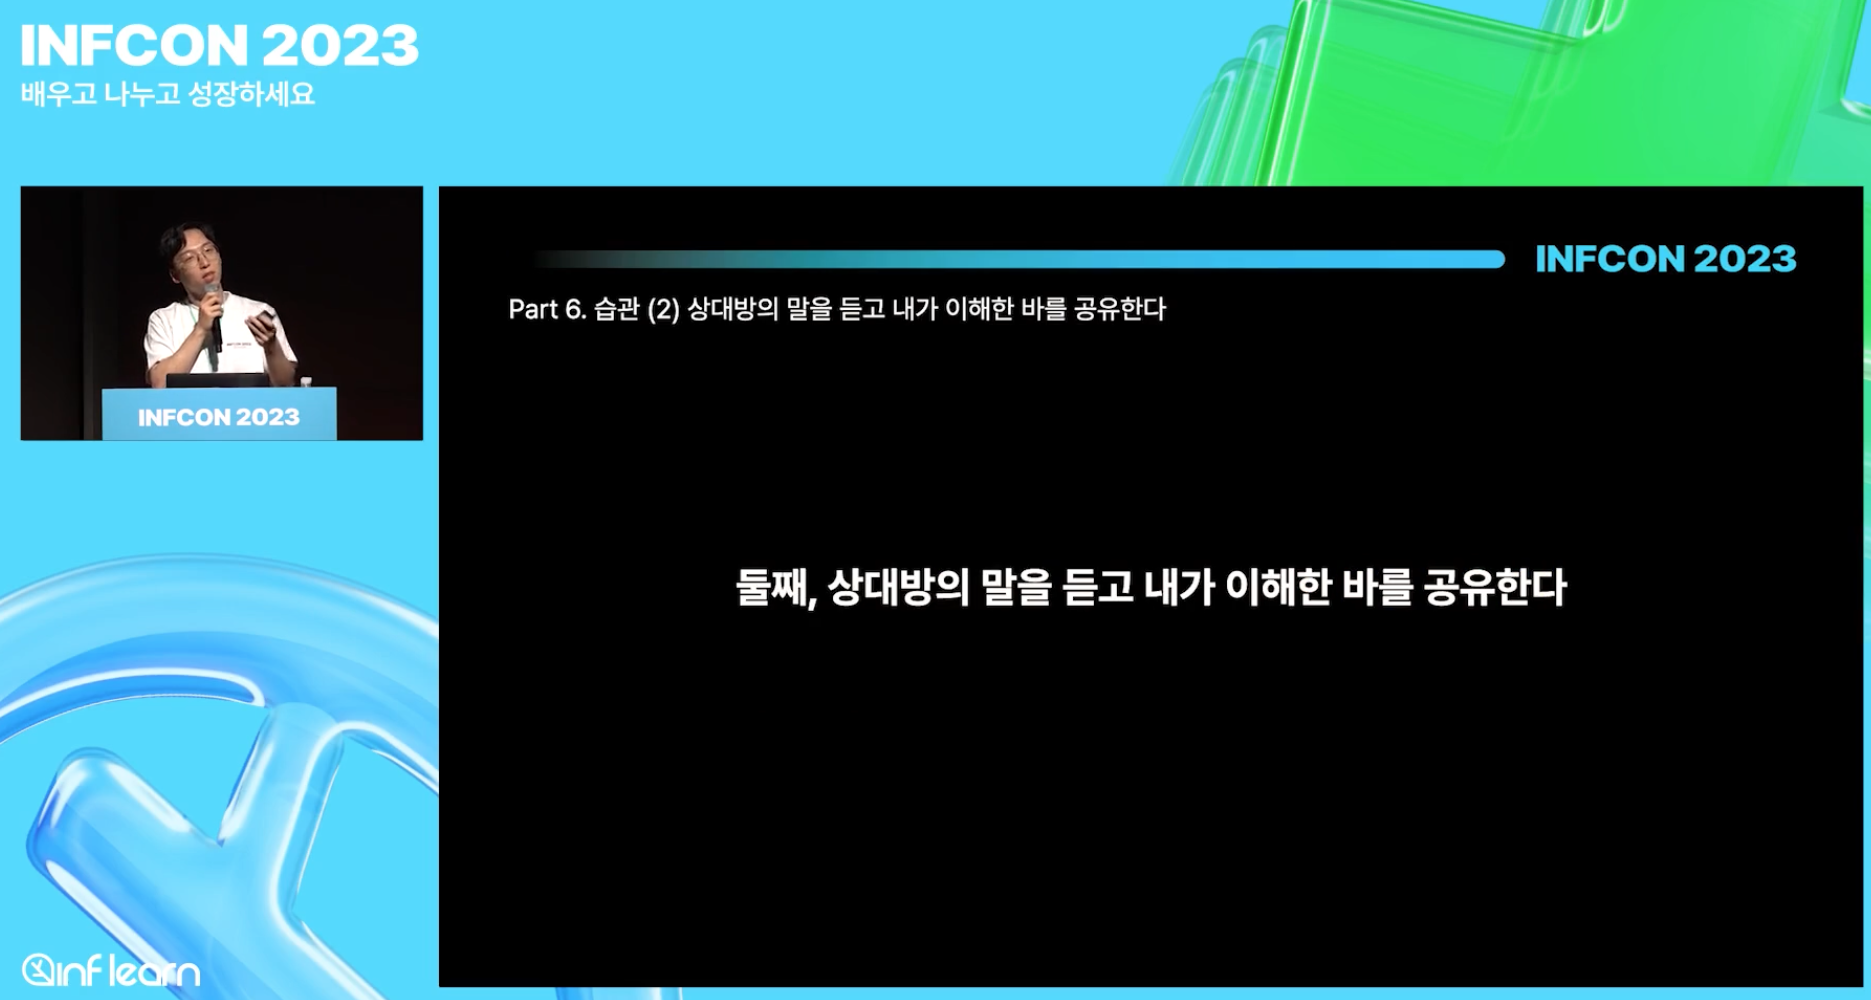 INFCON 2023
배우고 나누고 성장하세요
INFCON 2023
INFCON 2023
Part 6. 습관 (2) 상대방의 말을 듣고 내가 이해한 바를 공유한다
둘째, 상대방의 말을 듣고 내가 이해한 바를 공유한다
inflearn